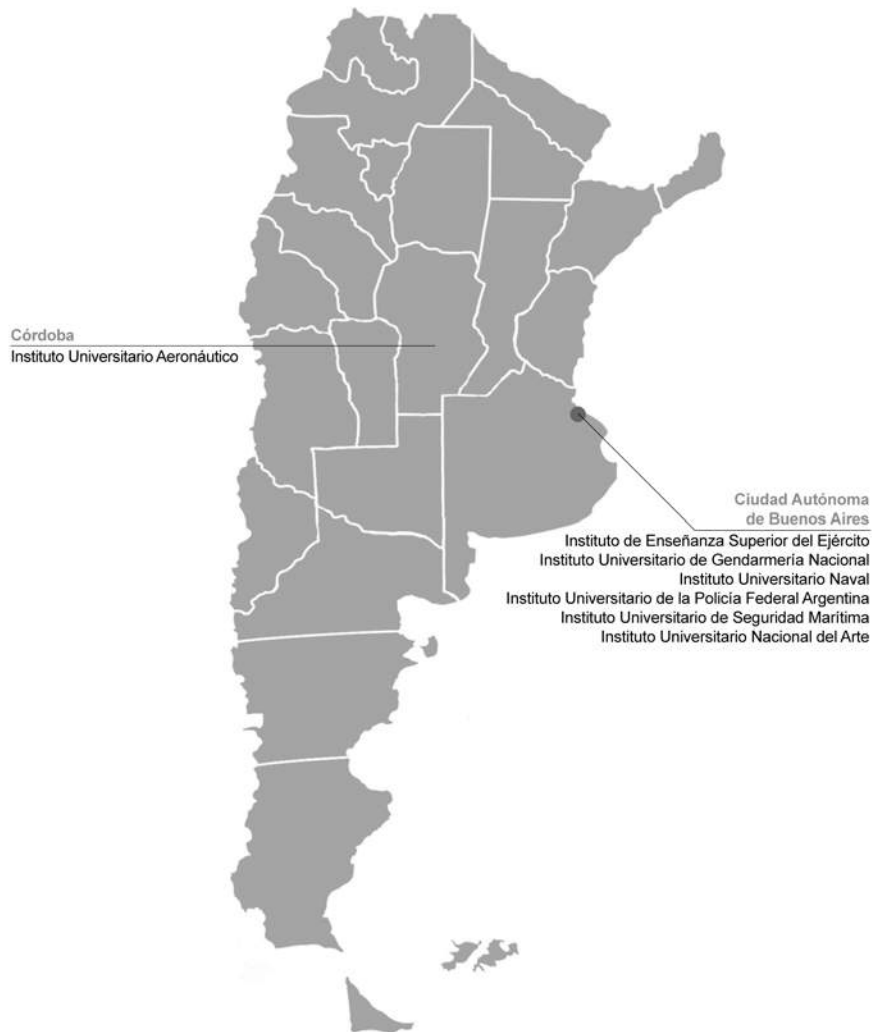 Córdoba
Instituto Universitario Aeronáutico
Ciudad Autónoma
de Buenos Aires
Instituto de Enseñanza Superior del Ejército
Instituto Universitario de Gendarmería Nacional
Instituto Universitario Naval
Instituto Universitario de la Policía Federal Argentina
Instituto Universitario de Seguridad Marítima
Instituto Universitario Nacional del Arte